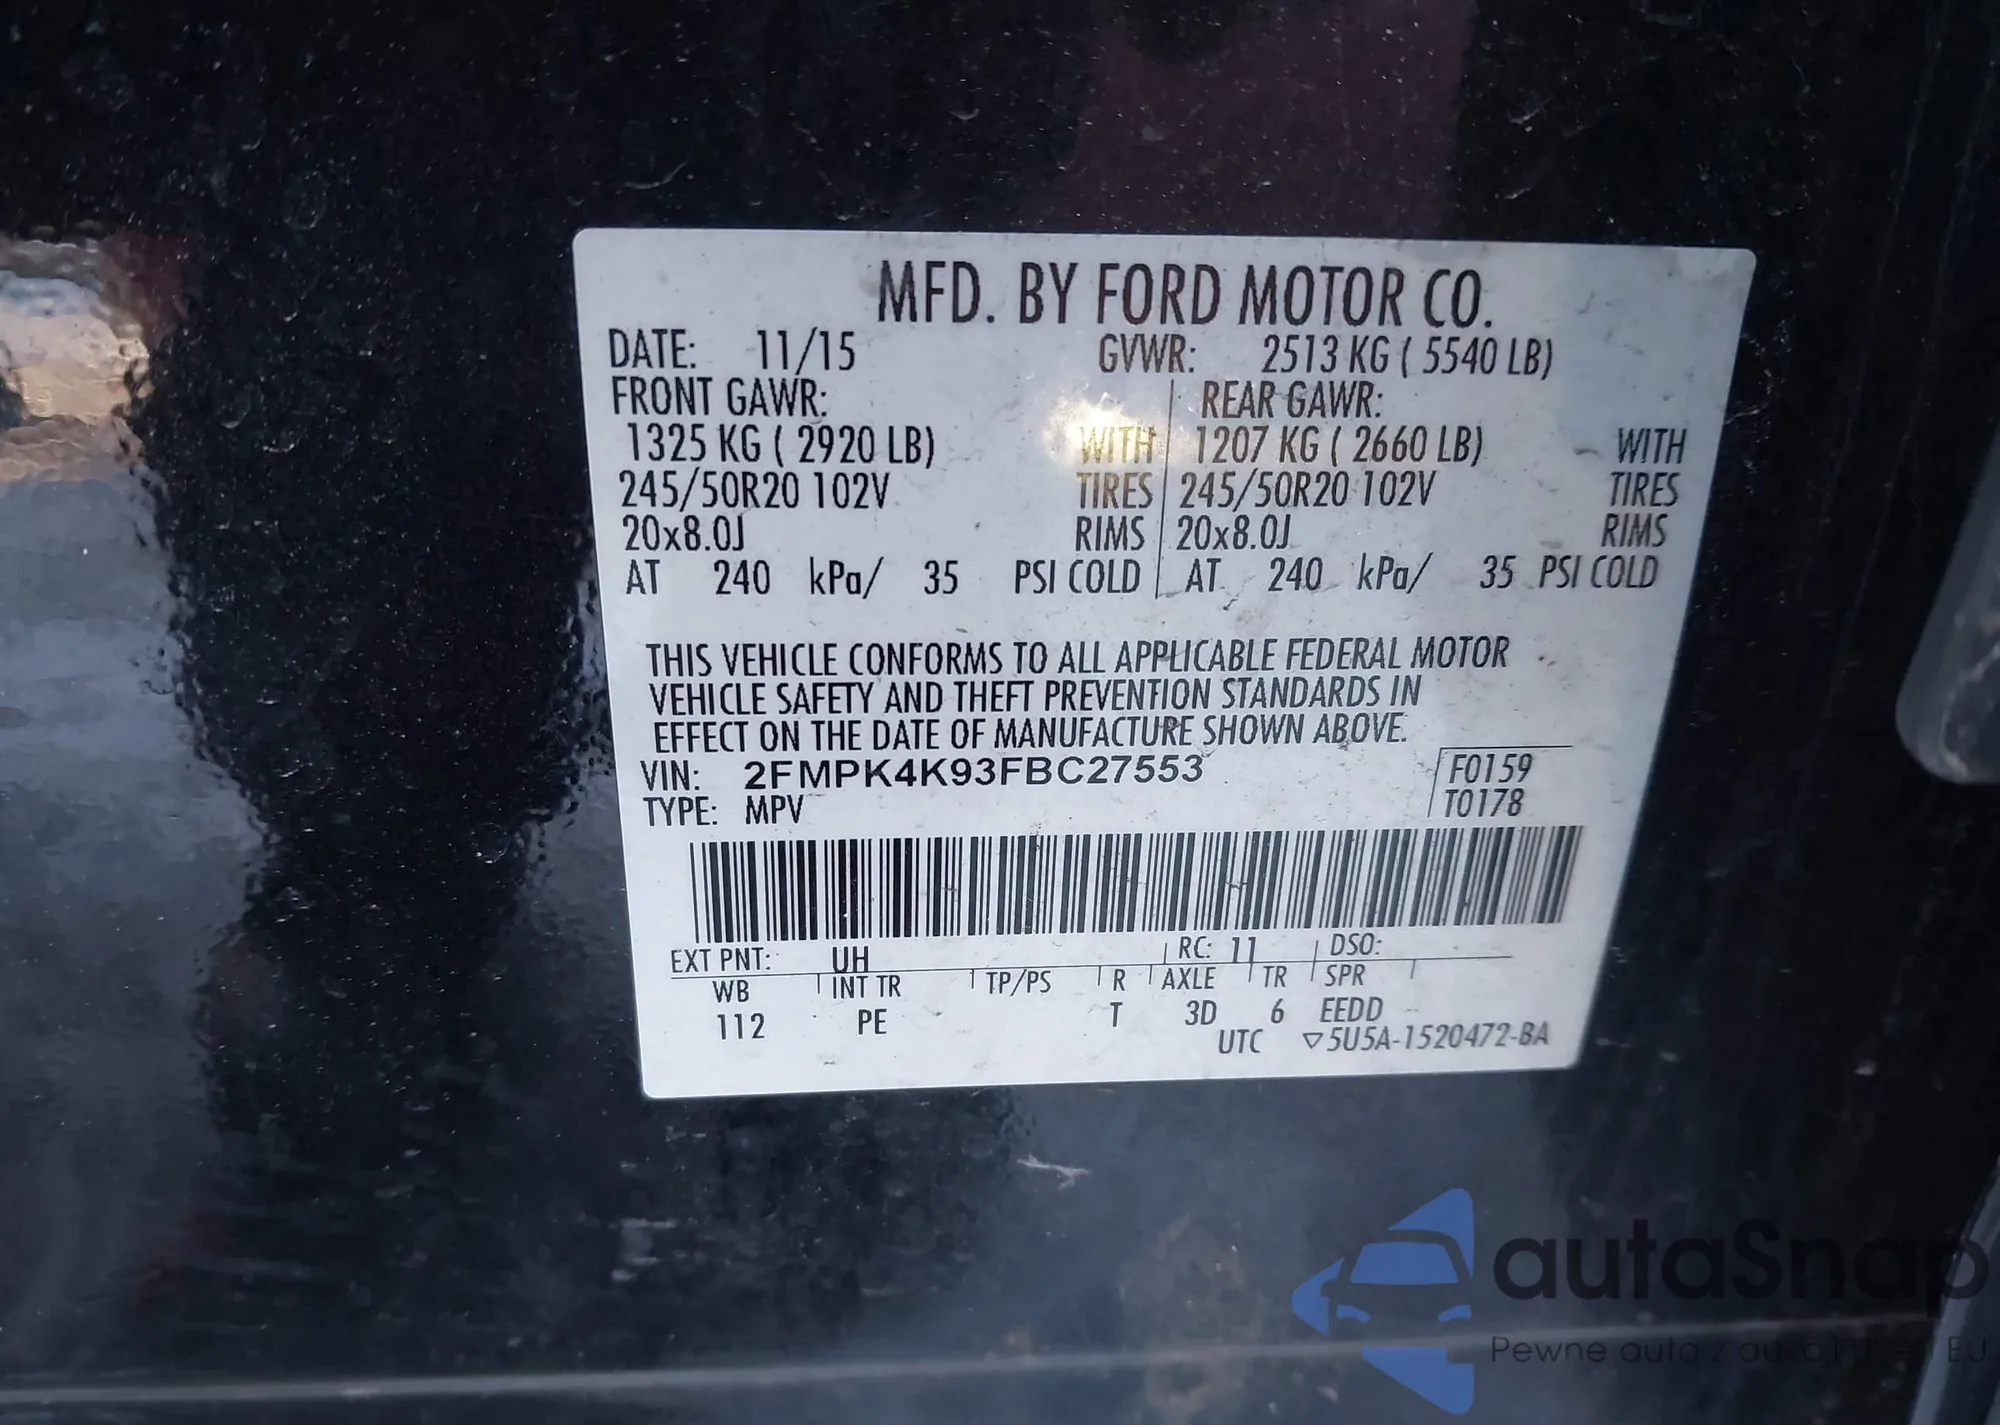 MFD. BY FORD MOTOR CO.
DATE: 11/15 GVWR: 2513 KG ( 5540 LB)
FRONT GAWR: REAR GAWR:
1325 KG ( 2920 LB) WITH 1207 KG ( 2660 LB) WITH
245/50R20 102V TIRES 245/50R20 102V TIRES
20x8.0J RIMS 20x8.0J RIMS
AT 240 kPa/ 35 PSI COLD AT 240 kPa/ 35 PSI COLD
THIS VEHICLE CONFORMS TO ALL APPLICABLE FEDERAL MOTOR
VEHICLE SAFETY AND THEFT PREVENTION STANDARDS IN
EFFECT ON THE DATE OF MANUFACTURE SHOWN ABOVE.
VIN: 2FMPK4K93FBC27553 F0159
TYPE: MPV T0178
EXT PNT: UH RC: 11 DSO:
WB INT TR TP/PS R AXLE TR SPR
112 PE T 3D 6 EEDD
UTC ▽5U5A-1520472-BA
autaSnap
Pewne auta z EU